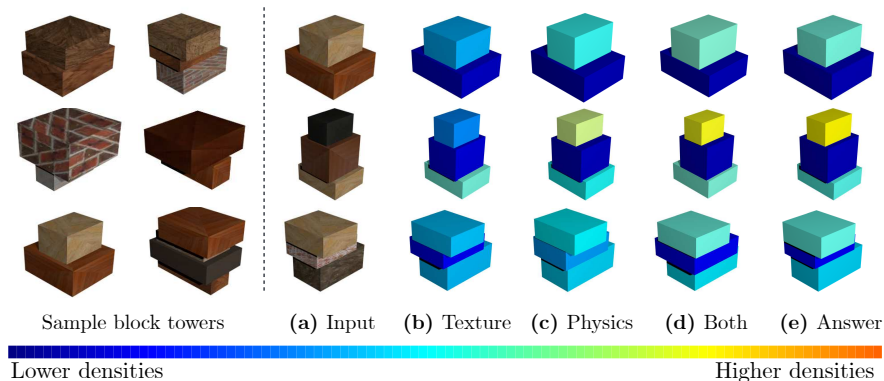 Sample block towers
(a) Input
(b) Texture
(c) Physics
(d) Both
(e) Answer
Lower densities
Higher densities